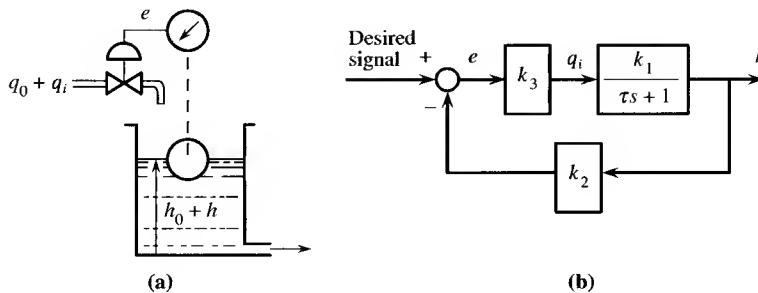 e
q₀ + qᵢ
h₀ + h
(a)
Desired
signal
+
e
k₃
qᵢ
k₁
τs + 1
−
k₂
(b)